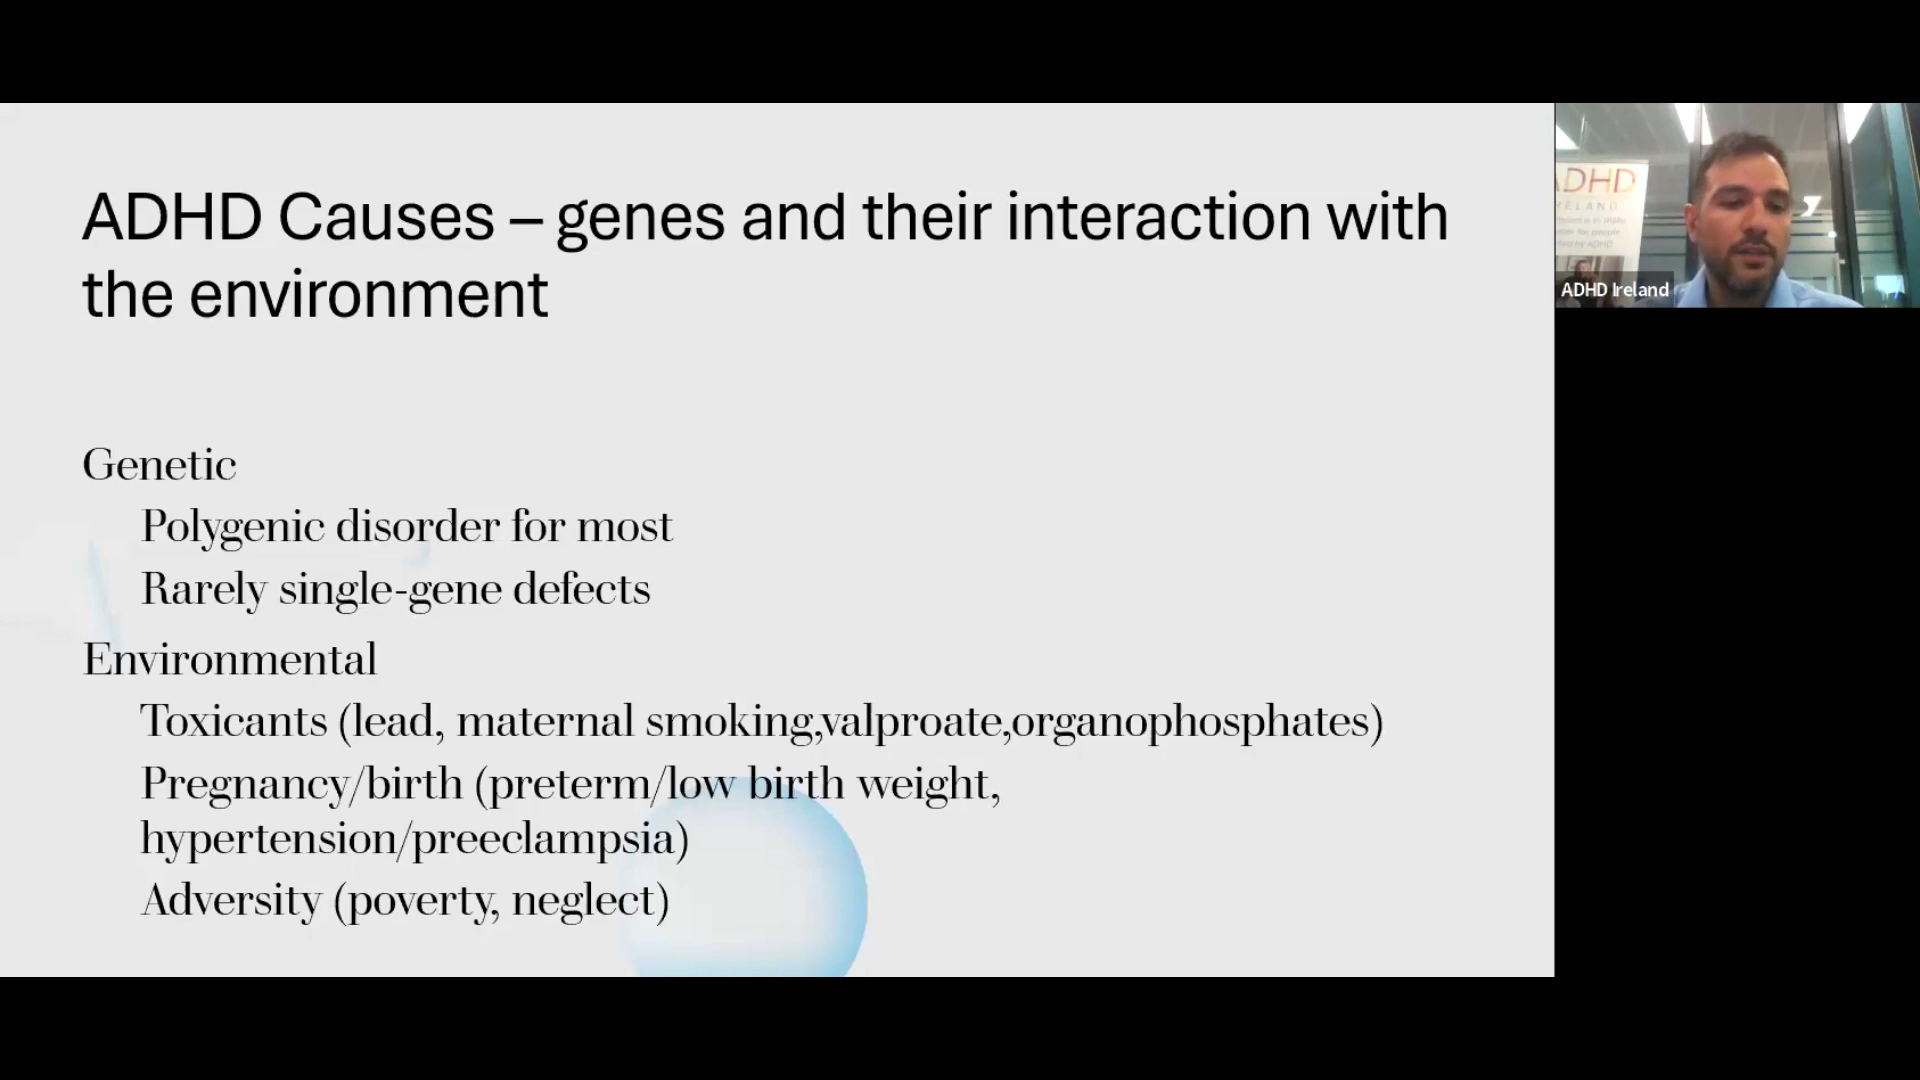 ADHD Causes – genes and their interaction with
the environment
Genetic
Polygenic disorder for most
Rarely single-gene defects
Environmental
Toxicants (lead, maternal smoking,valproate,organophosphates)
Pregnancy/birth (preterm/low birth weight,
hypertension/preeclampsia)
Adversity (poverty, neglect)
ADHD
ADHD Ireland